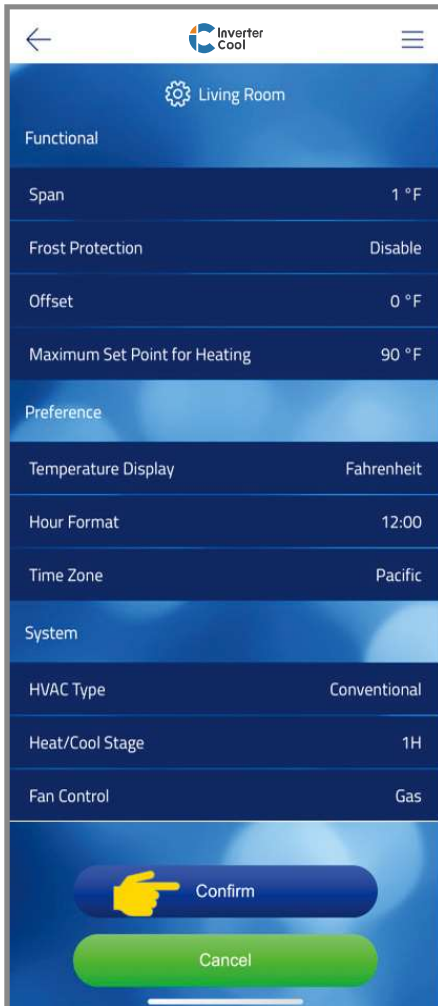 Inverter
Cool
Living Room
Functional
Span 1 °F
Frost Protection Disable
Offset 0 °F
Maximum Set Point for Heating 90 °F
Preference
Temperature Display Fahrenheit
Hour Format 12:00
Time Zone Pacific
System
HVAC Type Conventional
Heat/Cool Stage 1H
Fan Control Gas
Confirm
Cancel